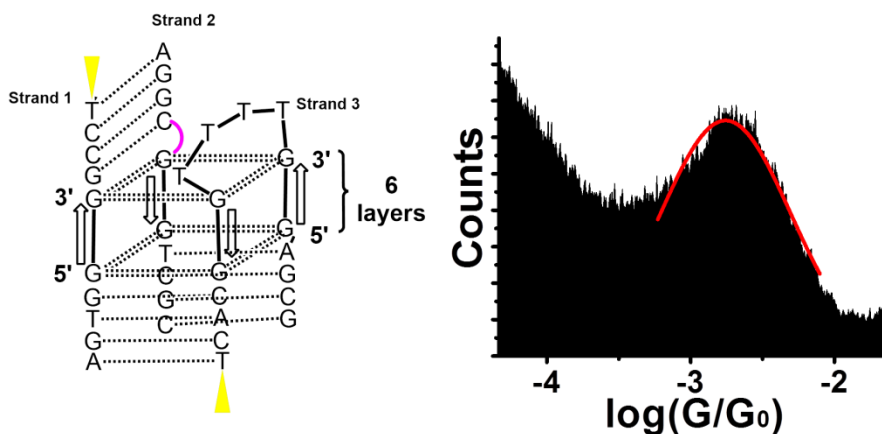 Strand 2
A
G
G
Strand 1 T T T Strand 3
C C T
C
G G G 3'
G T
3' G G 6
layers
G G 5'
T A
5' G C G G
G G C C
T C A G
G C
A T
Counts
-4 -3 -2
log(G/G₀)